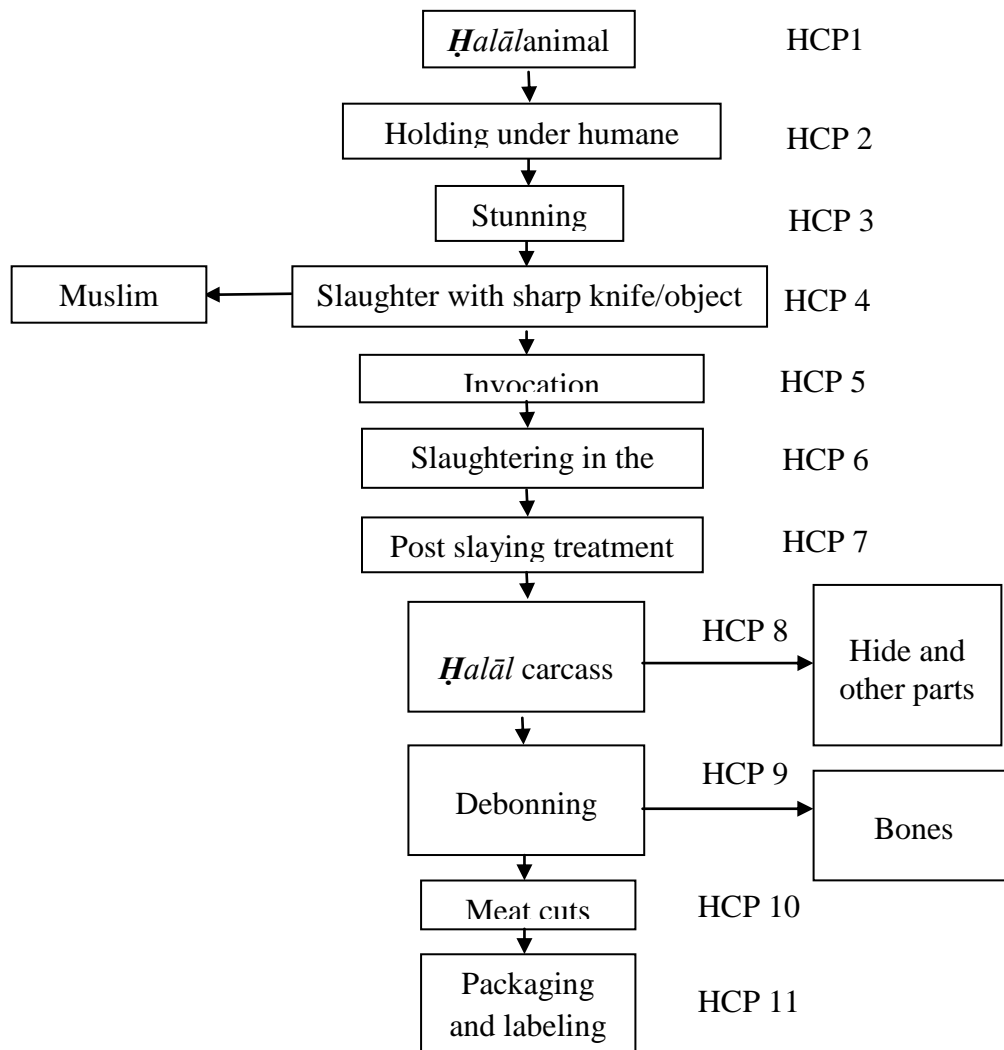 Ḥalālanimal HCP1
Holding under humane HCP 2
Stunning HCP 3
Muslim Slaughter with sharp knife/object HCP 4
Invocation HCP 5
Slaughtering in the HCP 6
Post slaying treatment HCP 7
Ḥalāl carcass HCP 8 Hide and
other parts
Debonning HCP 9 Bones
Meat cuts HCP 10
Packaging
and labeling HCP 11